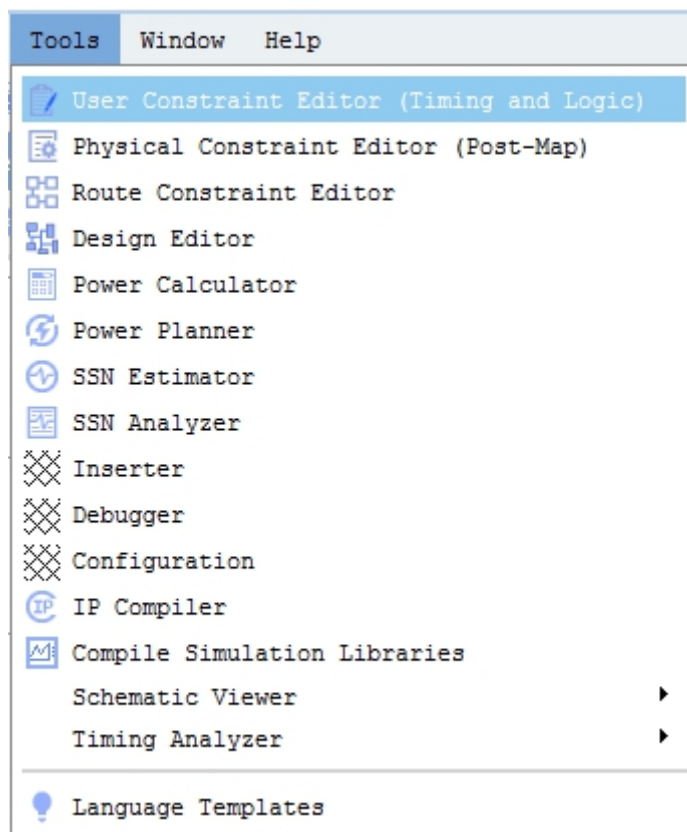 Tools Window Help
User Constraint Editor (Timing and Logic)
Physical Constraint Editor (Post-Map)
Route Constraint Editor
Design Editor
Power Calculator
Power Planner
SSN Estimator
SSN Analyzer
Inserter
Debugger
Configuration
IP IP Compiler
Compile Simulation Libraries
Schematic Viewer
Timing Analyzer
Language Templates